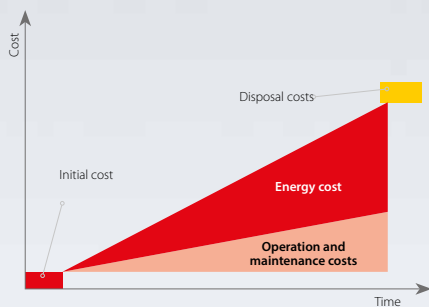 Cost
Disposal costs
Initial cost
Energy cost
Operation and
maintenance costs
Time